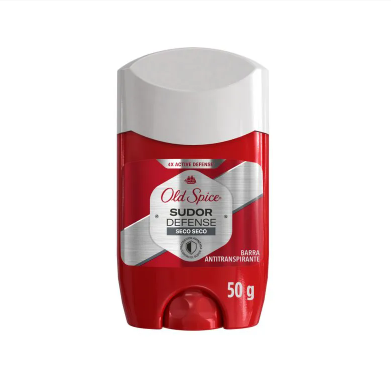 4X ACTIVE DEFENSE
Old Spice
SUDOR
DEFENSE
SECO SECO
BARRA
ANTITRANSPIRANTE
50 g